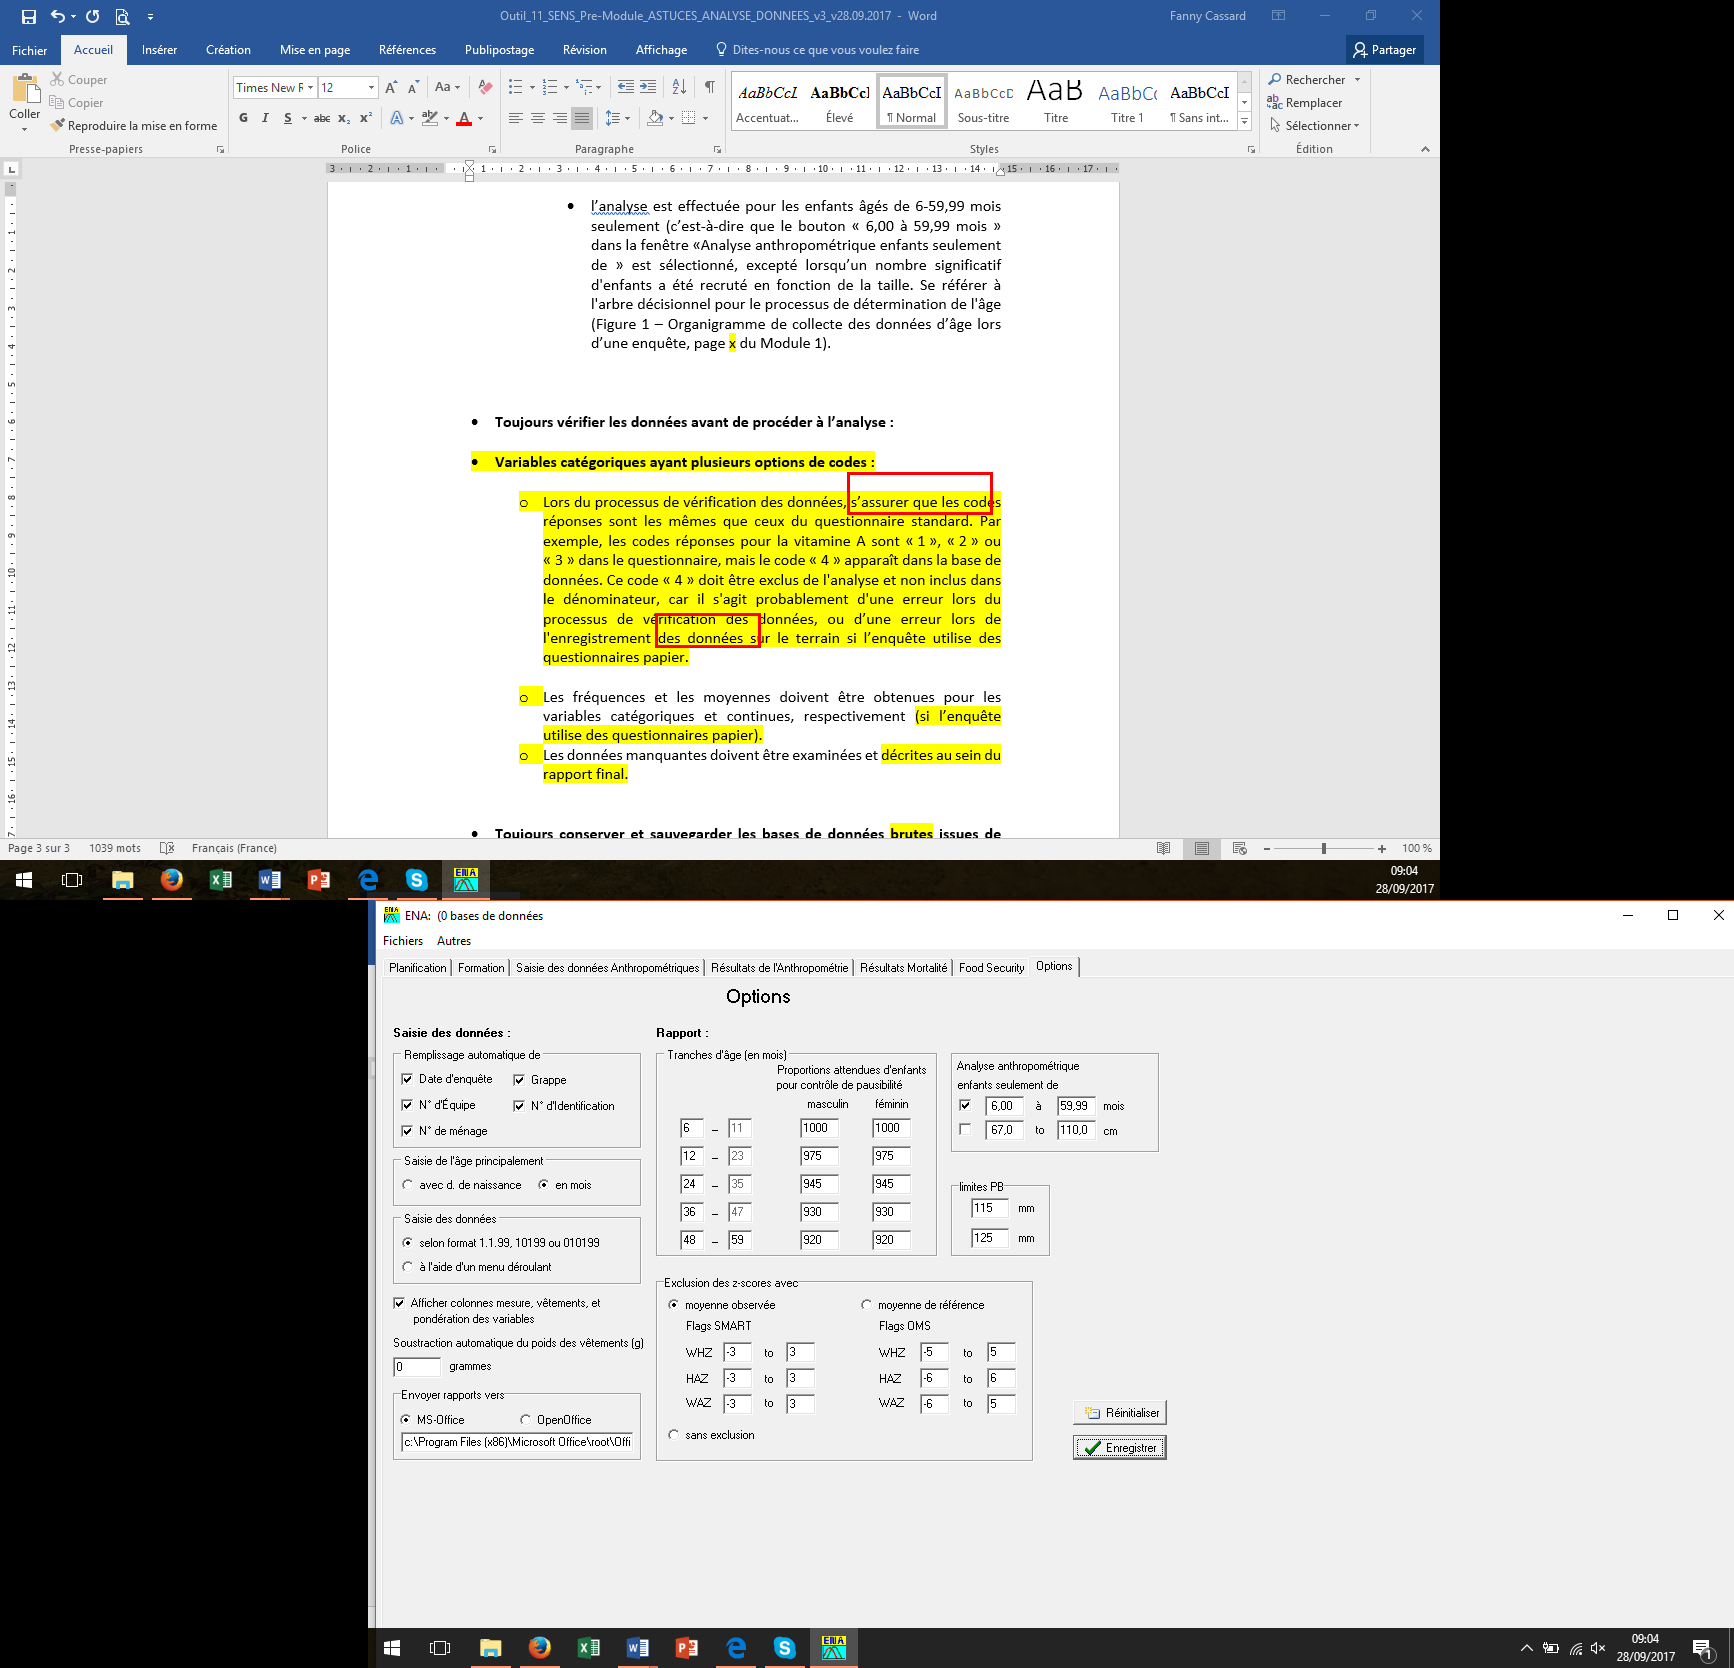 Outil_11_SENS_Pre-Module_ASTUCES_ANALYSE_DONNEES_v3_v28.09.2017 - Word
Fanny Cassard
Fichier Accueil Insérer Création Mise en page Références Publipostage Révision Affichage Dites-nous ce que vous voulez faire Partager
Coller
Couper
Copier
Reproduire la mise en forme
Presse-papiers
Times New R 12
G I S abc x₂ x²
Police
Paragraphe
AaBbCcI AaBbCcI AaBbCcI AaBbCcD AaB AaBbC AaBbCcI
Accentuat... Élevé ¶ Normal Sous-titre Titre Titre 1 ¶ Sans int...
Styles
Rechercher
Remplacer
Sélectionner
Édition
3 2 1 1 2 3 4 5 6 7 8 9 10 11 12 13 14 15 16 17
• l’analyse est effectuée pour les enfants âgés de 6-59,99 mois
seulement (c’est-à-dire que le bouton « 6,00 à 59,99 mois »
dans la fenêtre «Analyse anthropométrique enfants seulement
de » est sélectionné, excepté lorsqu’un nombre significatif
d'enfants a été recruté en fonction de la taille. Se référer à
l'arbre décisionnel pour le processus de détermination de l'âge
(Figure 1 – Organigramme de collecte des données d’âge lors
d’une enquête, page x du Module 1).
• Toujours vérifier les données avant de procéder à l’analyse :
• Variables catégoriques ayant plusieurs options de codes :
o Lors du processus de vérification des données, s’assurer que les codes
réponses sont les mêmes que ceux du questionnaire standard. Par
exemple, les codes réponses pour la vitamine A sont « 1 », « 2 » ou
« 3 » dans le questionnaire, mais le code « 4 » apparaît dans la base de
données. Ce code « 4 » doit être exclus de l'analyse et non inclus dans
le dénominateur, car il s'agit probablement d'une erreur lors du
processus de vérification des données, ou d’une erreur lors de
l'enregistrement des données sur le terrain si l’enquête utilise des
questionnaires papier.
o Les fréquences et les moyennes doivent être obtenues pour les
variables catégoriques et continues, respectivement (si l’enquête
utilise des questionnaires papier).
o Les données manquantes doivent être examinées et décrites au sein du
rapport final.
• Toujours conserver et sauvegarder les bases de données brutes issues de
Page 3 sur 3 1039 mots Français (France) 100 %
09:04
28/09/2017
ENA: (0 bases de données
Fichiers Autres
Planification Formation Saisie des données Anthropométriques Résultats de l'Anthropométrie Résultats Mortalité Food Security Options
Options
Saisie des données :
Remplissage automatique de
Date d'enquête Grappe
N° d'Équipe N° d'Identification
N° de ménage
Saisie de l'âge principalement
avec d. de naissance en mois
Saisie des données
selon format 1.1.99, 10199 ou 010199
à l'aide d'un menu déroulant
Afficher colonnes mesure, vêtements, et
pondération des variables
Soustraction automatique du poids des vêtements (g)
0 grammes
Envoyer rapports vers
MS-Office OpenOffice
c:\Program Files (x86)\Microsoft Office\root\Offi
Rapport :
Tranches d'âge (en mois)
Proportions attendues d'enfants
pour contrôle de pausibilité
masculin féminin
6 – 11 1000 1000
12 – 23 975 975
24 – 35 945 945
36 – 47 930 930
48 – 59 920 920
Analyse anthropométrique
enfants seulement de
6,00 à 59,99 mois
67,0 to 110,0 cm
limites PB
115 mm
125 mm
Exclusion des z-scores avec
moyenne observée moyenne de référence
Flags SMART Flags OMS
WHZ -3 to 3 WHZ -5 to 5
HAZ -3 to 3 HAZ -6 to 6
WAZ -3 to 3 WAZ -6 to 5
sans exclusion
Réinitialiser
Enregistrer
09:04
28/09/2017